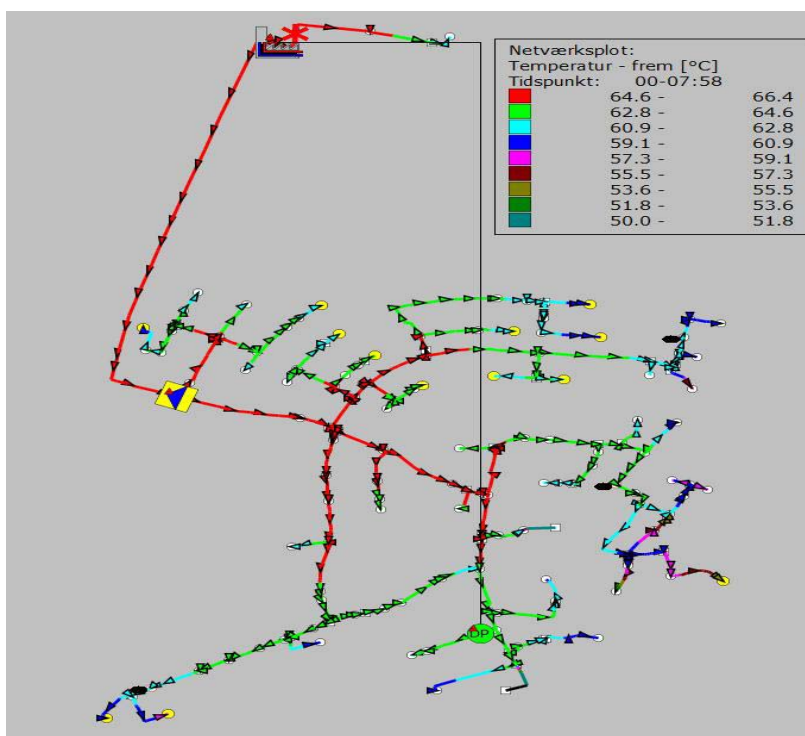 Netværksplot:
Temperatur - frem [°C]
Tidspunkt: 00-07:58
64.6 - 66.4
62.8 - 64.6
60.9 - 62.8
59.1 - 60.9
57.3 - 59.1
55.5 - 57.3
53.6 - 55.5
51.8 - 53.6
50.0 - 51.8
DP